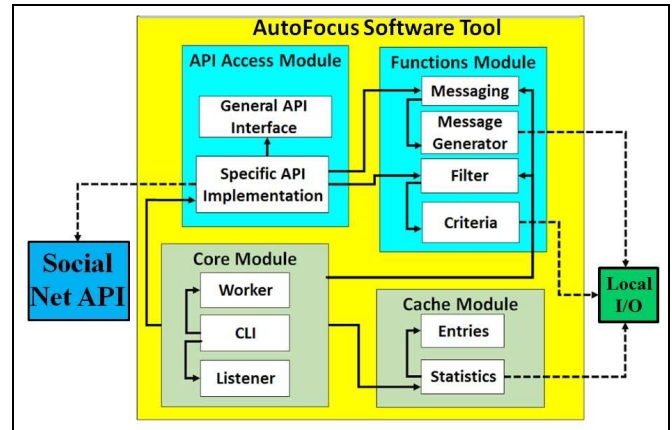 AutoFocus Software Tool
API Access Module
General API
Interface
Specific API
Implementation
Functions Module
Messaging
Message
Generator
Filter
Criteria
Social
Net API
Core Module
Worker
CLI
Listener
Cache Module
Entries
Statistics
Local
I/O